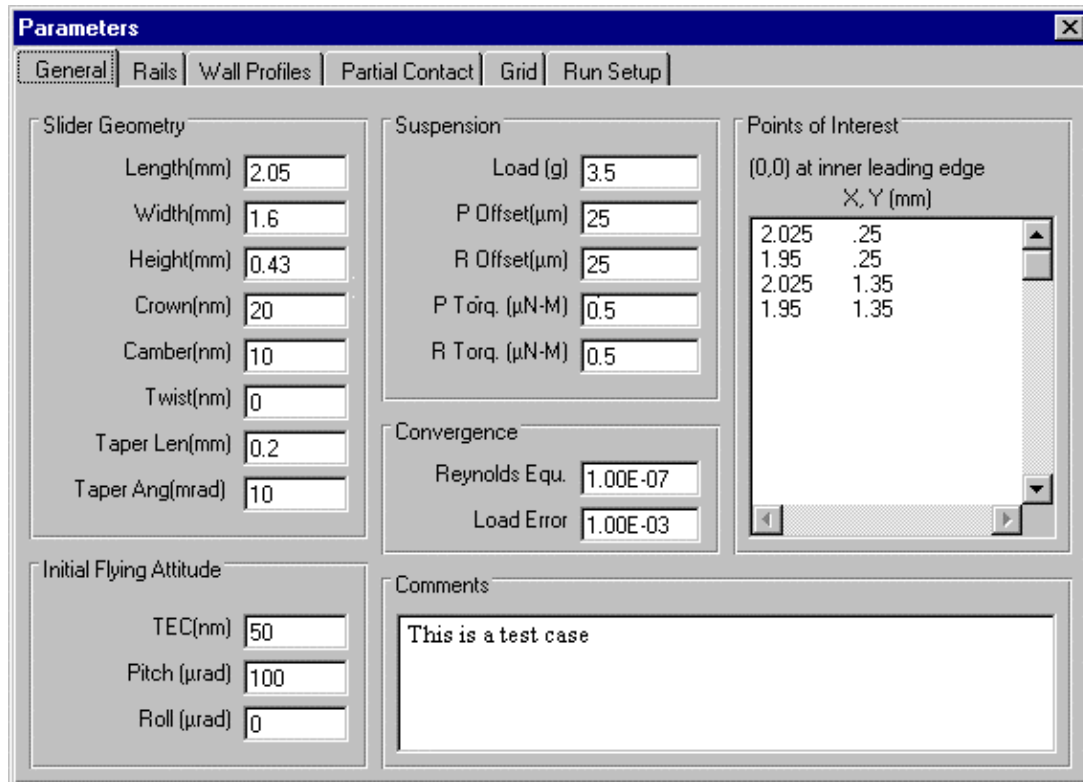 Parameters
General Rails Wall Profiles Partial Contact Grid Run Setup
Slider Geometry
Length(mm) 2.05
Width(mm) 1.6
Height(mm) 0.43
Crown(nm) 20
Camber(nm) 10
Twist(nm) 0
Taper Len(mm) 0.2
Taper Ang(mrad) 10
Initial Flying Attitude
TEC(nm) 50
Pitch (µrad) 100
Roll (µrad) 0
Suspension
Load (g) 3.5
P Offset(µm) 25
R Offset(µm) 25
P Torq. (µN-M) 0.5
R Torq. (µN-M) 0.5
Convergence
Reynolds Equ. 1.00E-07
Load Error 1.00E-03
Points of Interest
(0,0) at inner leading edge
X, Y (mm)
2.025 .25
1.95 .25
2.025 1.35
1.95 1.35
Comments
This is a test case